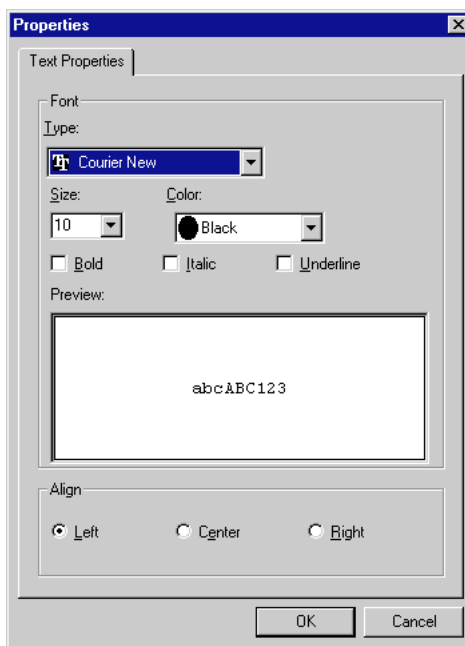 Properties
Text Properties
Font
Type:
Courier New
Size: Color:
10 Black
Bold Italic Underline
Preview:
abcABC123
Align
Left Center Right
OK Cancel